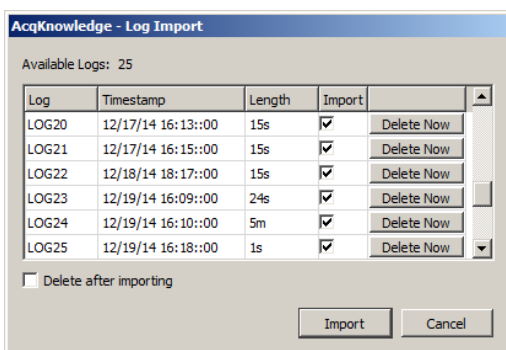 AcqKnowledge - Log Import
Available Logs: 25
Log Timestamp Length Import
LOG20 12/17/14 16:13::00 15s Delete Now
LOG21 12/17/14 16:15::00 15s Delete Now
LOG22 12/18/14 18:17::00 15s Delete Now
LOG23 12/19/14 16:09::00 24s Delete Now
LOG24 12/19/14 16:10::00 5m Delete Now
LOG25 12/19/14 16:18::00 1s Delete Now
Delete after importing
Import Cancel